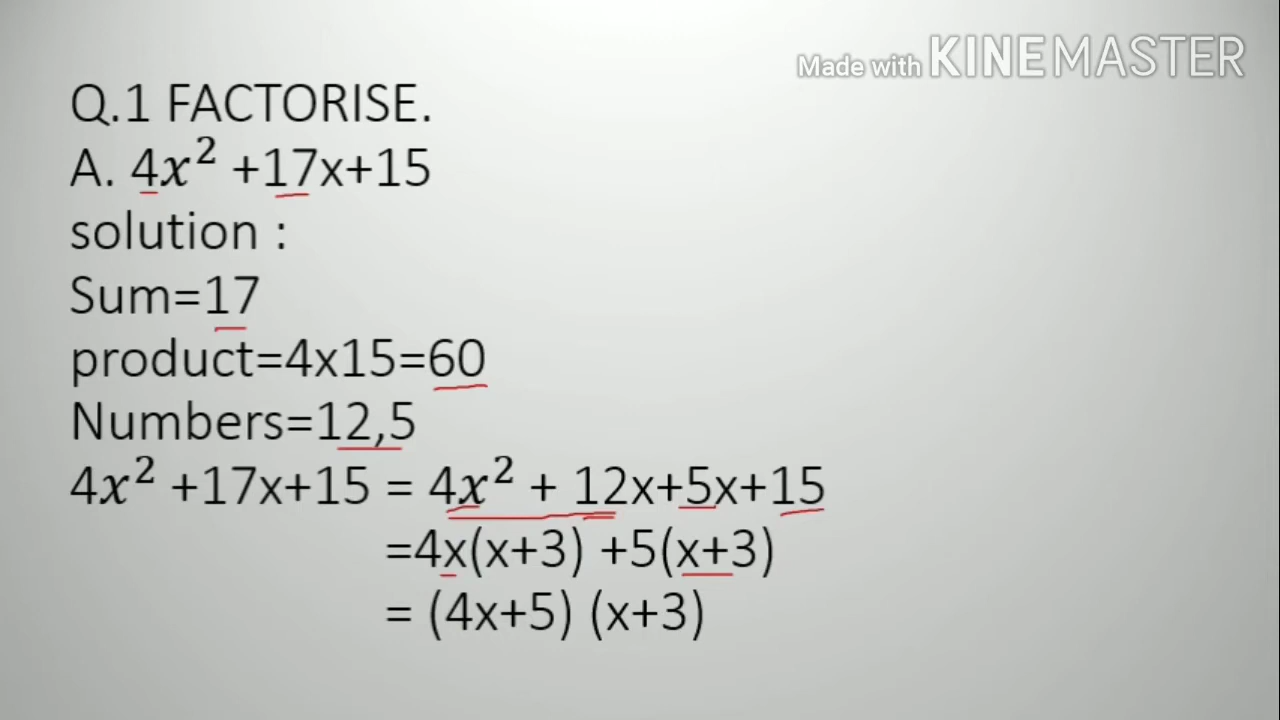 Made with KINEMASTER
Q.1 FACTORISE.
A. 4x² +17x+15
solution :
Sum=17
product=4x15=60
Numbers=12,5
4x² +17x+15 = 4x² + 12x+5x+15
=4x(x+3) +5(x+3)
= (4x+5) (x+3)